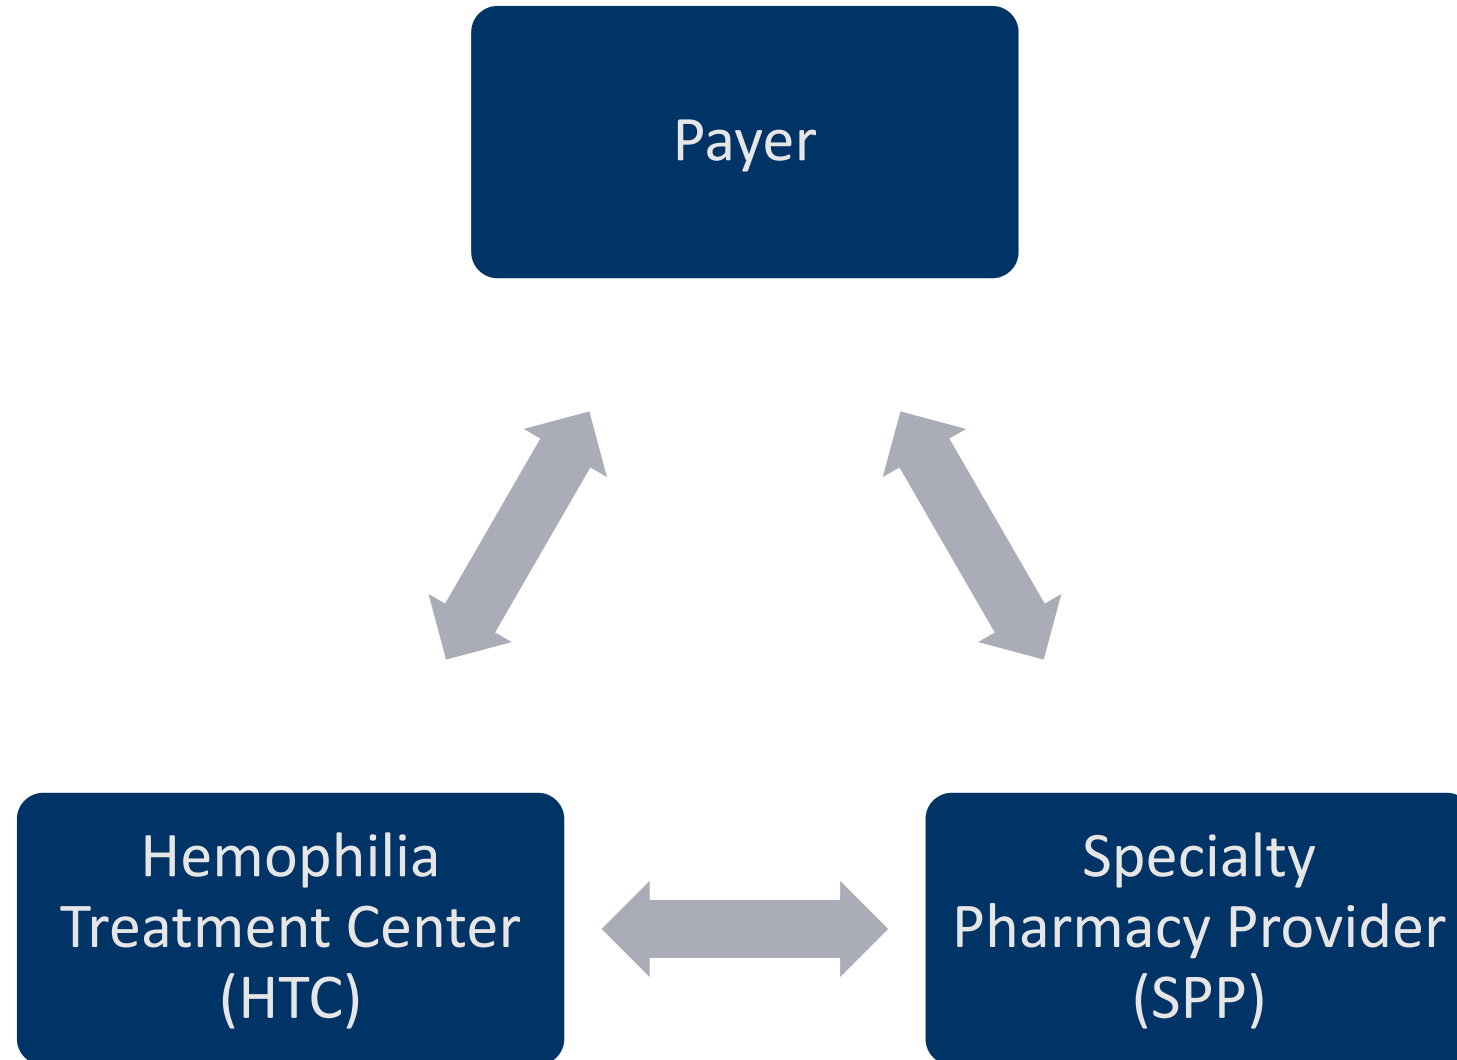 Payer
Hemophilia
Treatment Center
(HTC)
Specialty
Pharmacy Provider
(SPP)